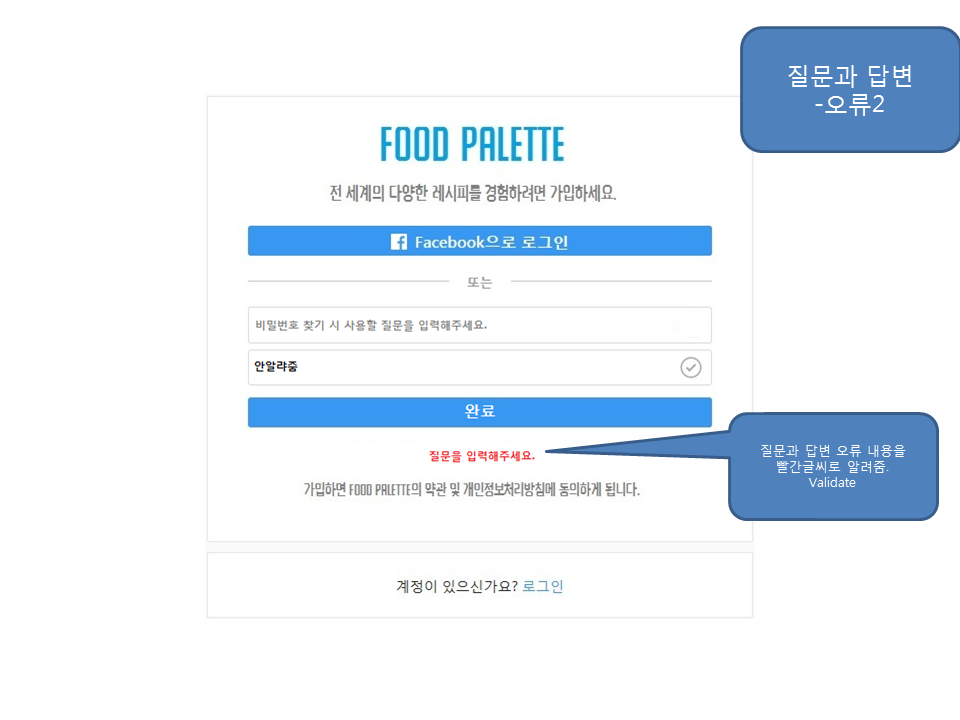 질문과 답변
-오류2
FOOD PALETTE
전 세계의 다양한 레시피를 경험하려면 가입하세요.
Facebook으로 로그인
또는
비밀번호 찾기 시 사용할 질문을 입력해주세요.
안알랴줌
완료
질문을 입력해주세요.
질문과 답변 오류 내용을
빨간글씨로 알려줌.
Validate
가입하면 FOOD PALETTE의 약관 및 개인정보처리방침에 동의하게 됩니다.
계정이 있으신가요? 로그인